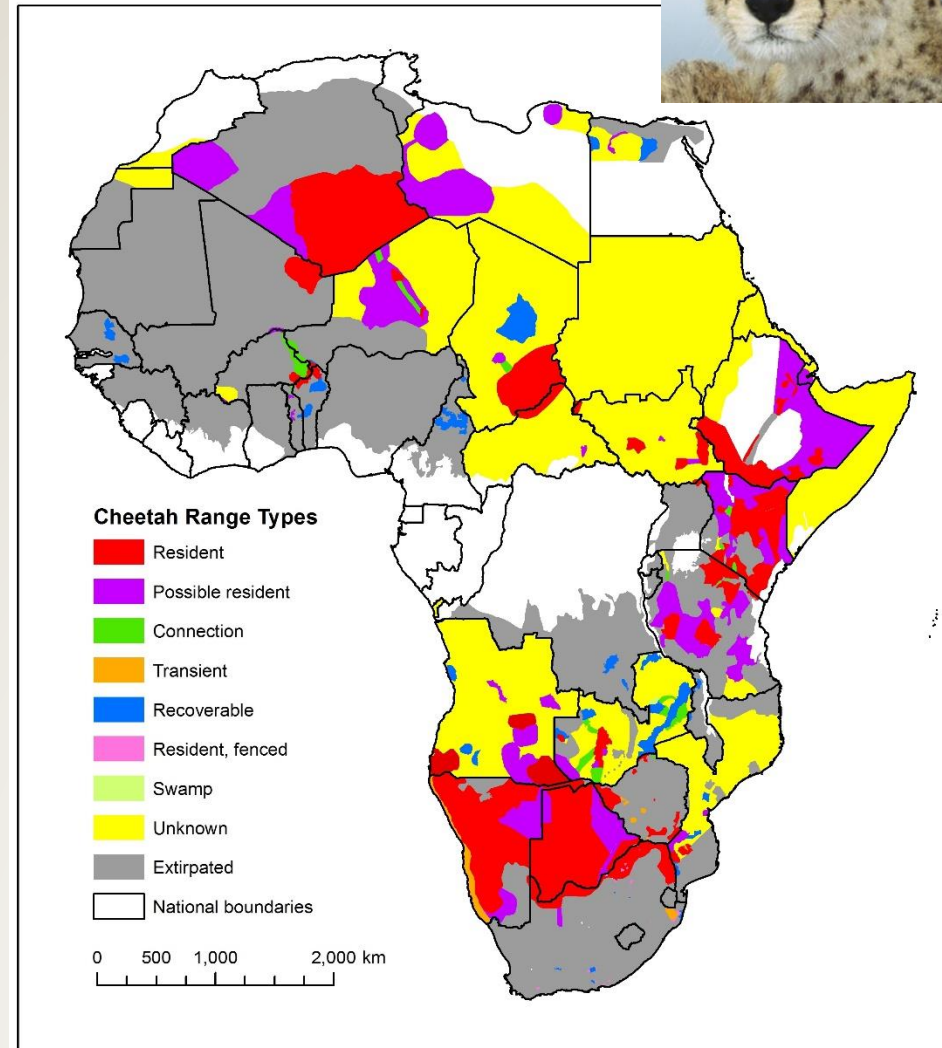 Cheetah Range Types
Resident
Possible resident
Connection
Transient
Recoverable
Resident, fenced
Swamp
Unknown
Extirpated
National boundaries
0 500 1,000 2,000 km